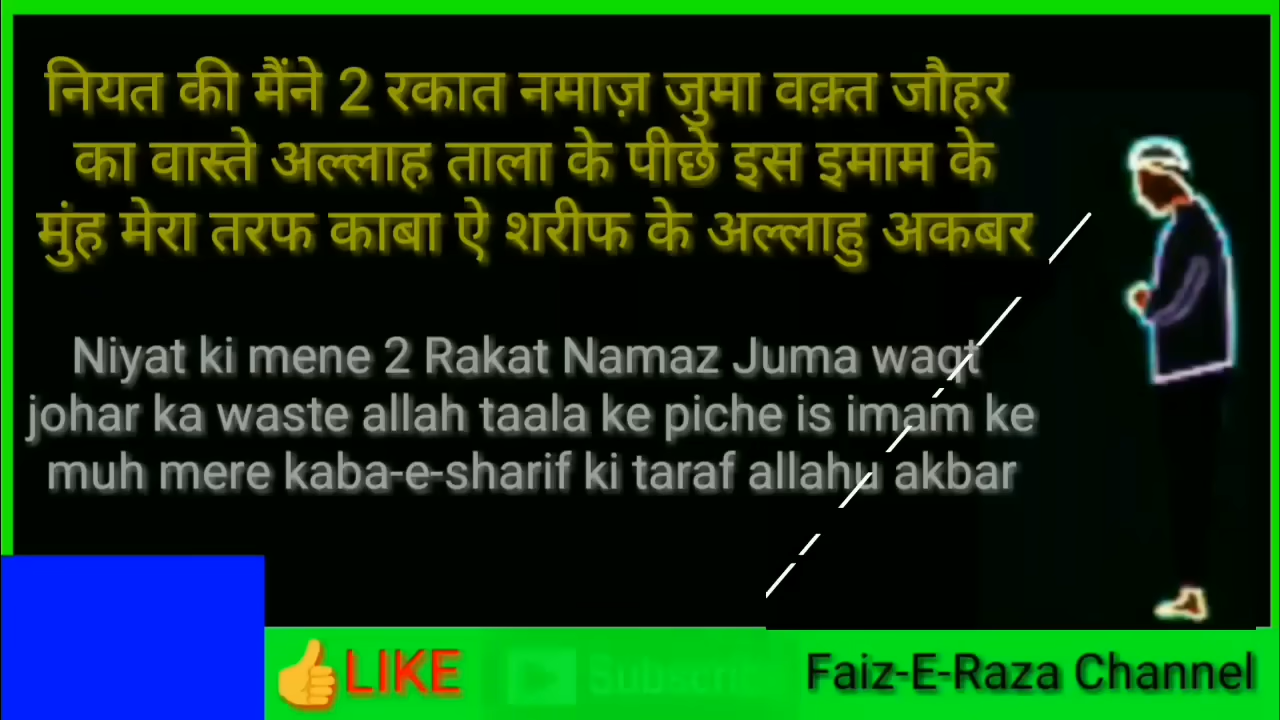 नियत की मैंने 2 रकात नमाज़ जुमा वक़्त जौहर
का वास्ते अल्लाह ताला के पीछे इस इमाम के
मुंह मेरा तरफ काबा ऐ शरीफ के अल्लाहु अकबर
Niyat ki mene 2 Rakat Namaz Juma waqt
johar ka waste allah taala ke piche is imam ke
muh mere kaba-e-sharif ki taraf allahu akbar
LIKE
Faiz-E-Raza Channel